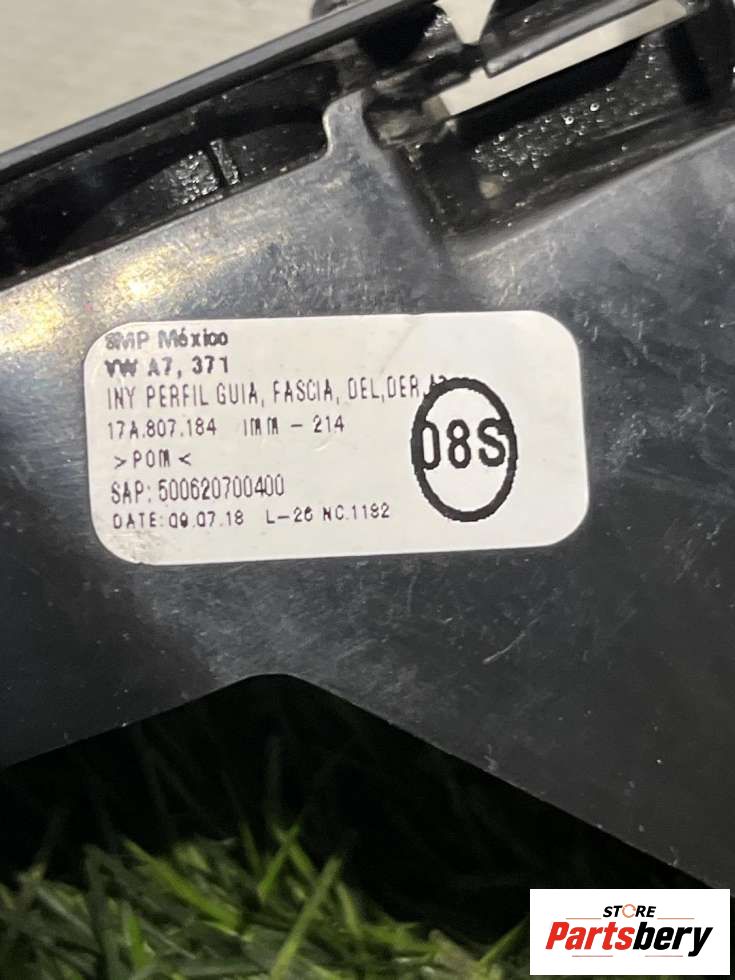 SMP México
VW A7, 371
INY PERFIL GUIA, FASCIA, DEL,DER,
17A.807.184 IMM - 214
>POM<
SAP: 500620700400
DATE: 09.07.18 L-26 NC.1182
08S
STORE
Partsbery